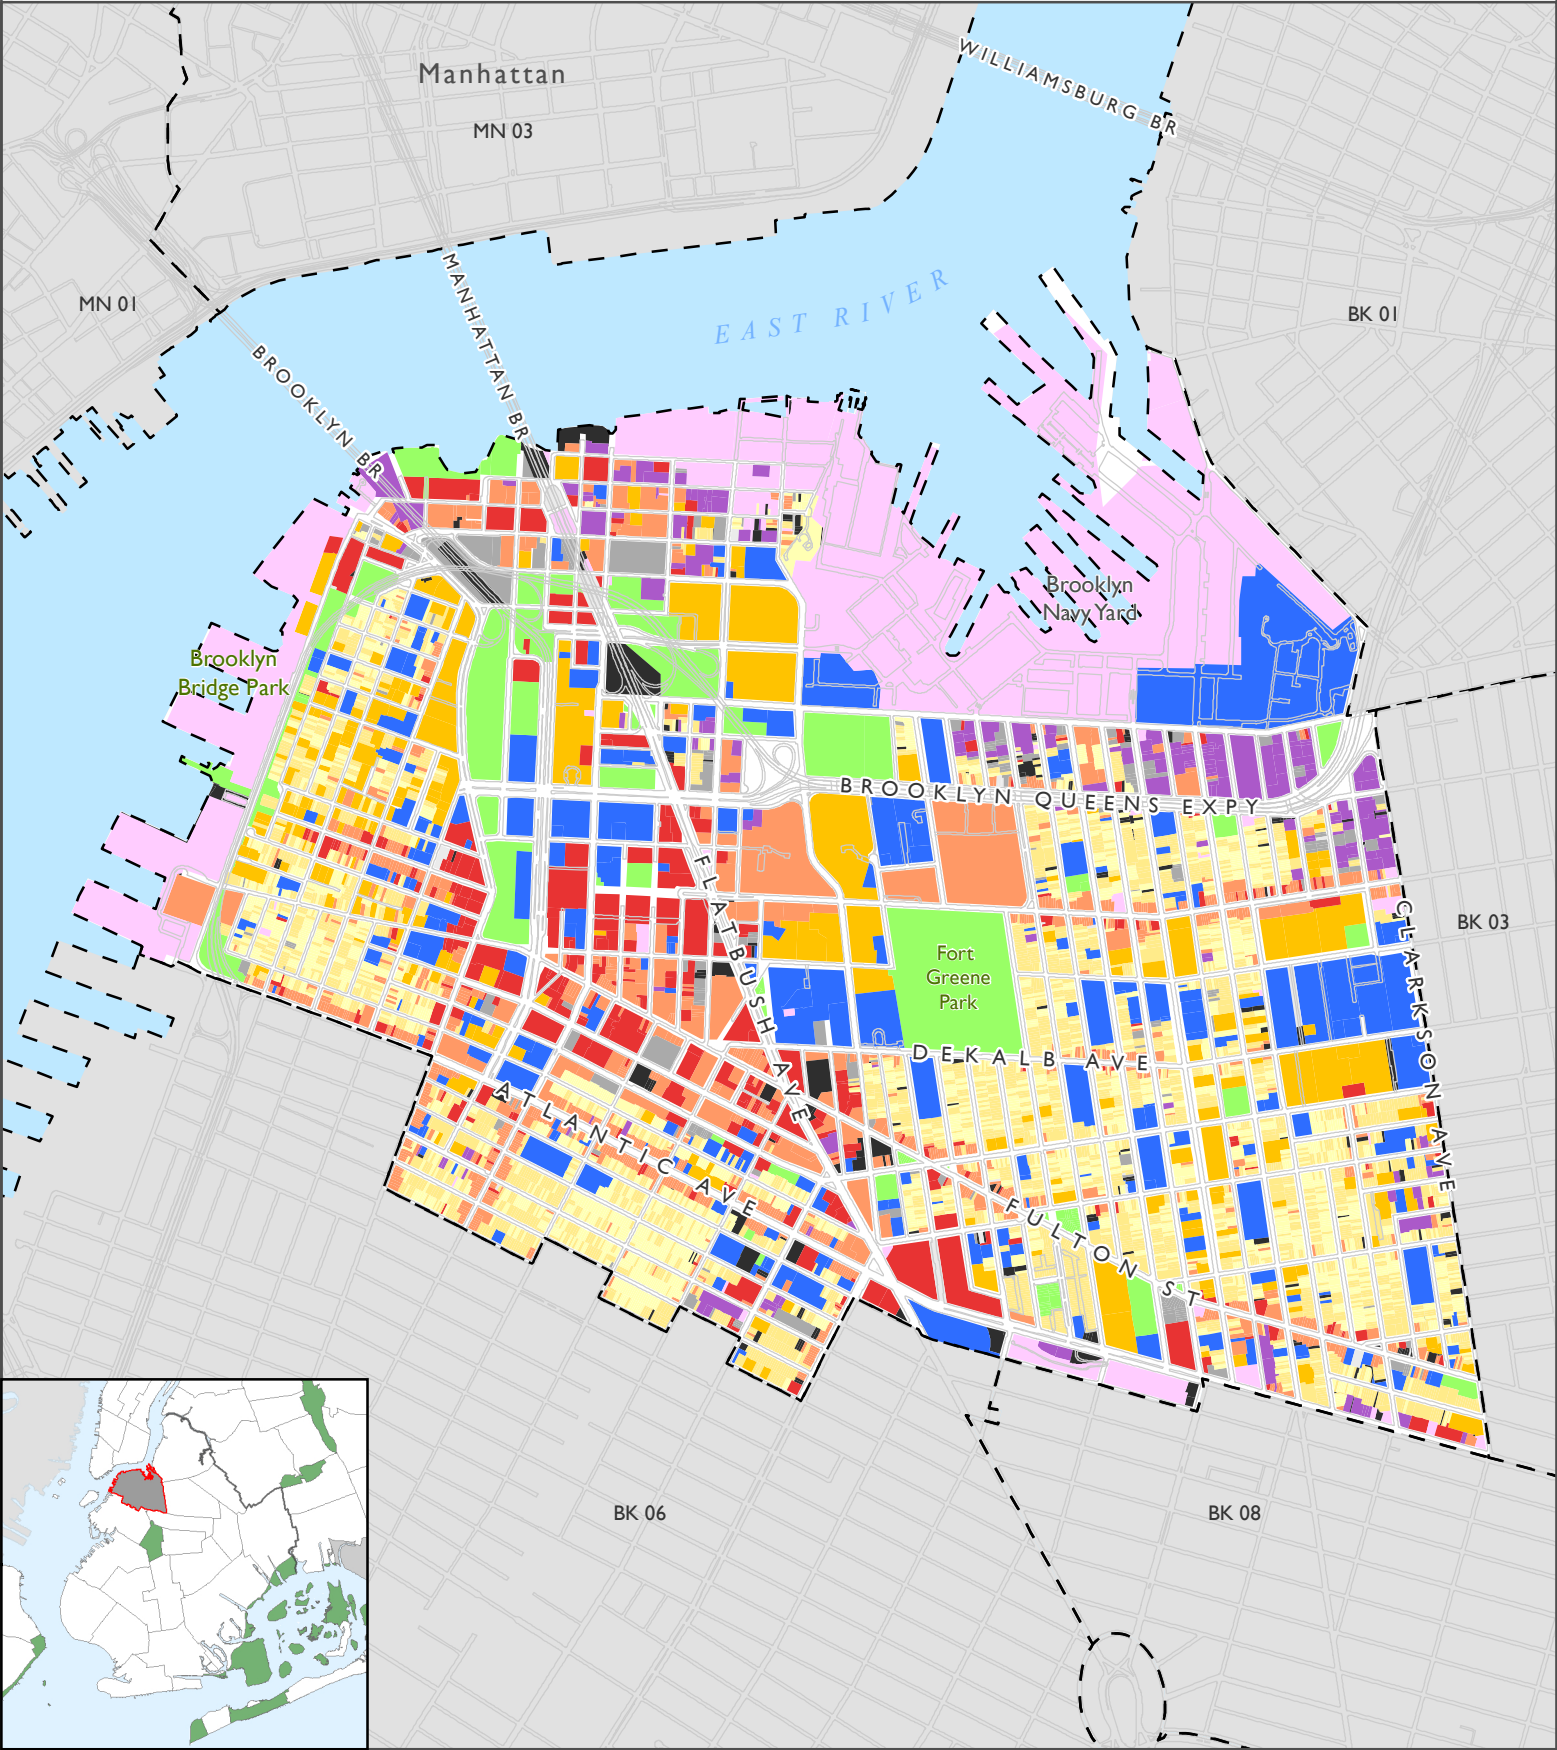 WILLIAMSBURG BR
Manhattan
MN 03
MN 01
MANHATTAN BR
EAST RIVER
BK 01
BROOKLYN BR
Brooklyn
Navy Yard
Brooklyn
Bridge Park
BROOKLYN QUEENS EXPY
FLATBUSH AVE
CLARKSON AVE
BK 03
Fort
Greene
Park
DEKALB AVE
ATLANTIC AVE
FULTON ST
BK 06
BK 08